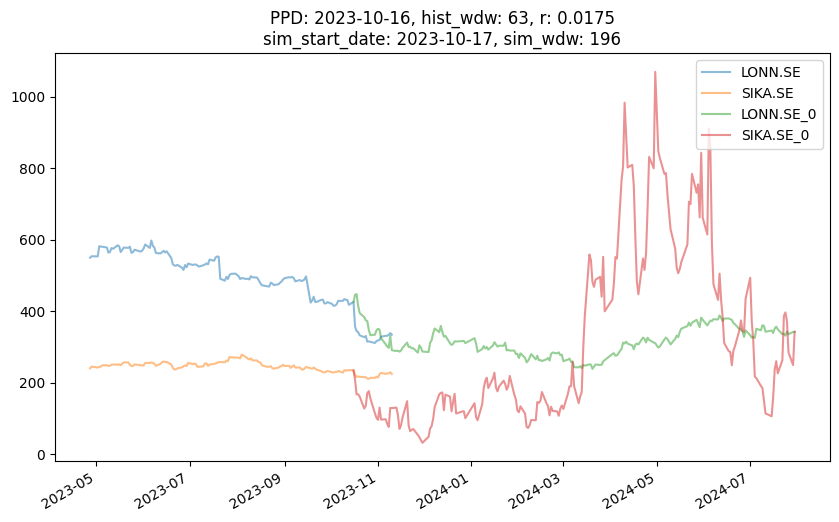 PPD: 2023-10-16, hist_wdw: 63, r: 0.0175
sim_start_date: 2023-10-17, sim_wdw: 196
LONN.SE
SIKA.SE
LONN.SE_0
SIKA.SE_0
1000
800
600
400
200
0
2023-05
2023-07
2023-09
2023-11
2024-01
2024-03
2024-05
2024-07